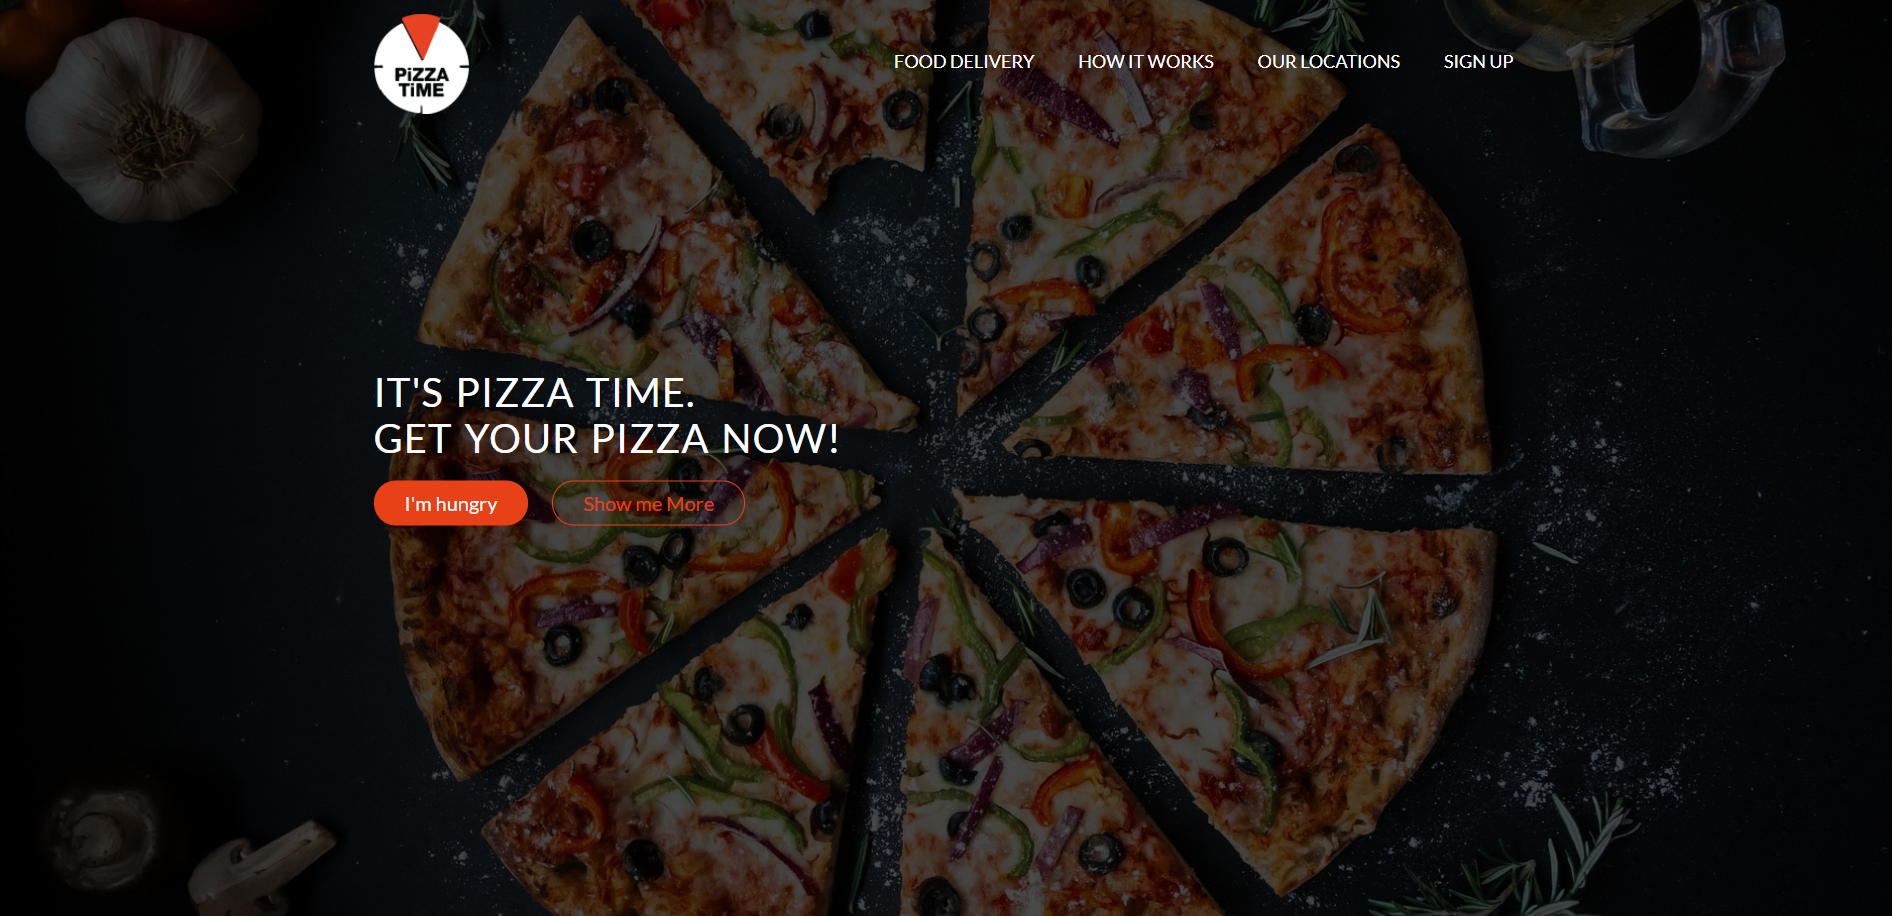 PiZZA
TiME
FOOD DELIVERY HOW IT WORKS OUR LOCATIONS SIGN UP
IT'S PIZZA TIME.
GET YOUR PIZZA NOW!
I'm hungry Show me More